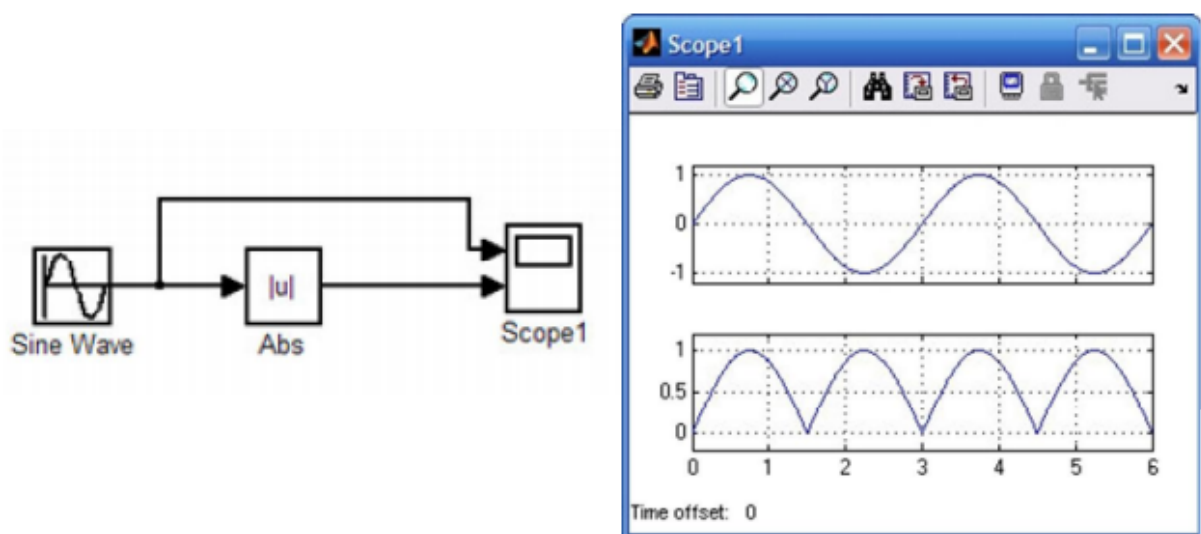 |u|
Sine Wave
Abs
Scope1
Scope1
1
0
-1
1
0.5
0
0 1 2 3 4 5 6
Time offset: 0